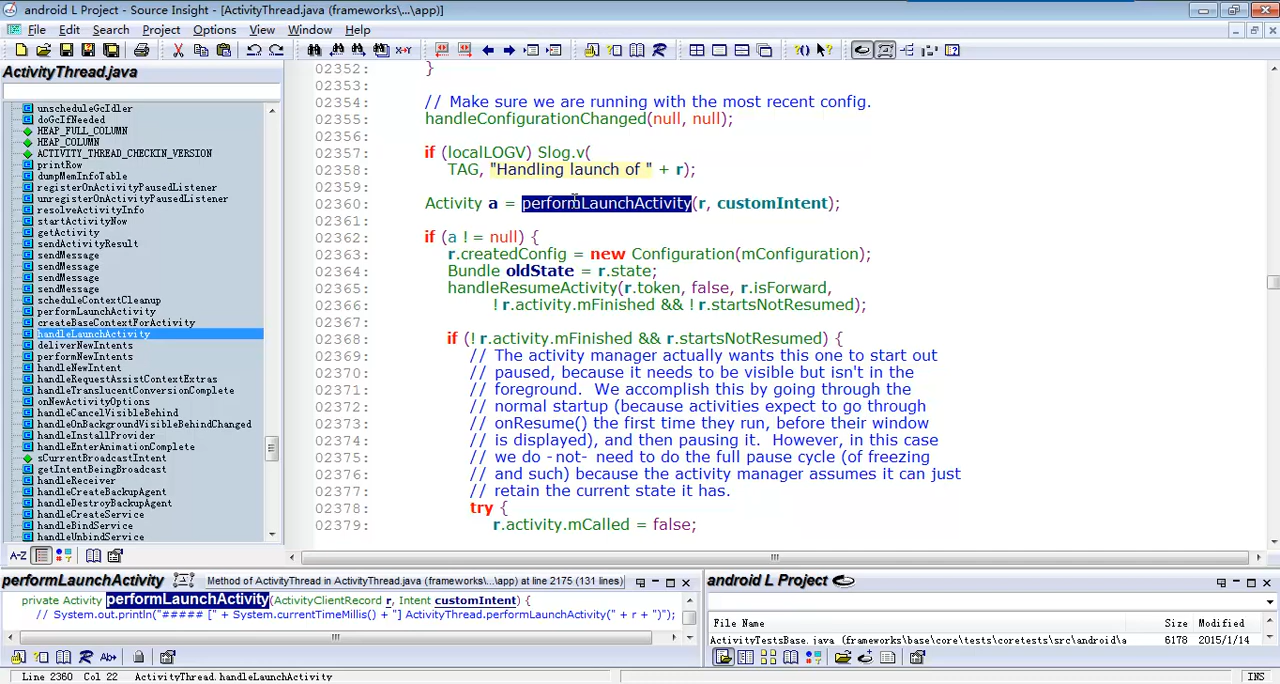 android L Project - Source Insight - [ActivityThread.java (frameworks\...\app)]
File Edit Search Project Options View Window Help
ActivityThread.java
unscheduleGcIdler
doGcIfNeeded
HEAP_FULL_COLUMN
HEAP_COLUMN
ACTIVITY_THREAD_CHECKIN_VERSION
printRow
dumpMemInfoTable
registerOnActivityPausedListener
unregisterOnActivityPausedListener
resolveActivityInfo
startActivityNow
getActivity
sendActivityResult
sendMessage
sendMessage
sendMessage
sendMessage
scheduleContextCleanup
performLaunchActivity
createBaseContextForActivity
handleLaunchActivity
deliverNewIntents
performNewIntents
handleNewIntent
handleRequestAssistContextExtras
handleTranslucentConversionComplete
onNewActivityOptions
handleCancelVisibleBehind
handleOnBackgroundVisibleBehindChanged
handleInstallProvider
handleEnterAnimationComplete
sCurrentBroadcastIntent
getIntentBeingBroadcast
handleReceiver
handleCreateBackupAgent
handleDestroyBackupAgent
handleCreateService
handleBindService
handleUnbindService
A-Z
02352: }
02353:
02354: // Make sure we are running with the most recent config.
02355: handleConfigurationChanged(null, null);
02356:
02357: if (localLOGV) Slog.v(
02358: TAG, "Handling launch of " + r);
02359:
02360: Activity a = performLaunchActivity(r, customIntent);
02361:
02362: if (a != null) {
02363: r.createdConfig = new Configuration(mConfiguration);
02364: Bundle oldState = r.state;
02365: handleResumeActivity(r.token, false, r.isForward,
02366: !r.activity.mFinished && !r.startsNotResumed);
02367:
02368: if (!r.activity.mFinished && r.startsNotResumed) {
02369: // The activity manager actually wants this one to start out
02370: // paused, because it needs to be visible but isn't in the
02371: // foreground.  We accomplish this by going through the
02372: // normal startup (because activities expect to go through
02373: // onResume() the first time they run, before their window
02374: // is displayed), and then pausing it.  However, in this case
02375: // we do -not- need to do the full pause cycle (of freezing
02376: // and such) because the activity manager assumes it can just
02377: // retain the current state it has.
02378: try {
02379: r.activity.mCalled = false;
performLaunchActivity Method of ActivityThread in ActivityThread.java (frameworks\...\app) at line 2175 (131 lines)
private Activity performLaunchActivity(ActivityClientRecord r, Intent customIntent) {
// System.out.println("##### [" + System.currentTimeMillis() + "] ActivityThread.performLaunchActivity(" + r + ")");
android L Project
File Name Size Modified
ActivityTestsBase.java (frameworks\base\core\tests\coretests\src\android\a 6178 2015/1/14
Line 2360 Col 22 ActivityThread.handleLaunchActivity INS